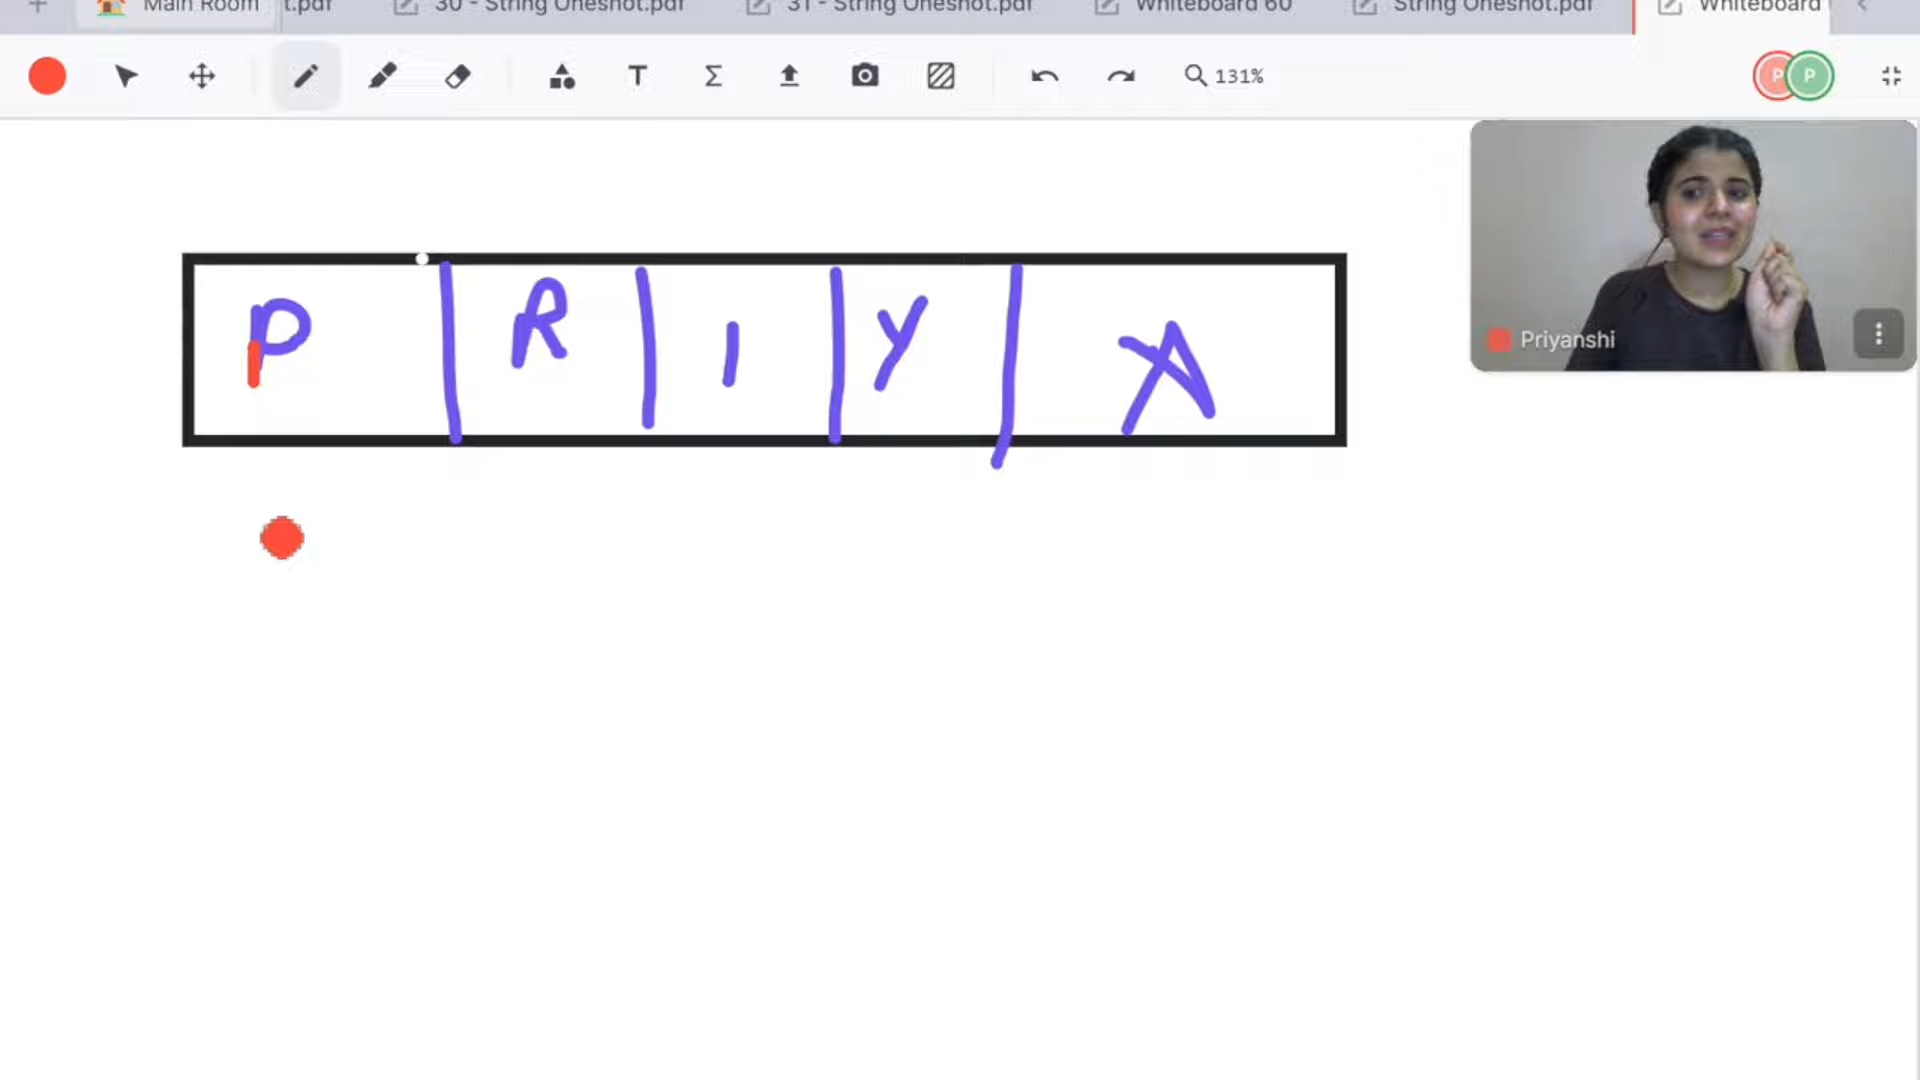 Main Room t.pdf 30 - String Oneshot.pdf 31 - String Oneshot.pdf Whiteboard 60 String Oneshot.pdf Whiteboard
T Σ 131% P P
P R I Y A
Priyanshi